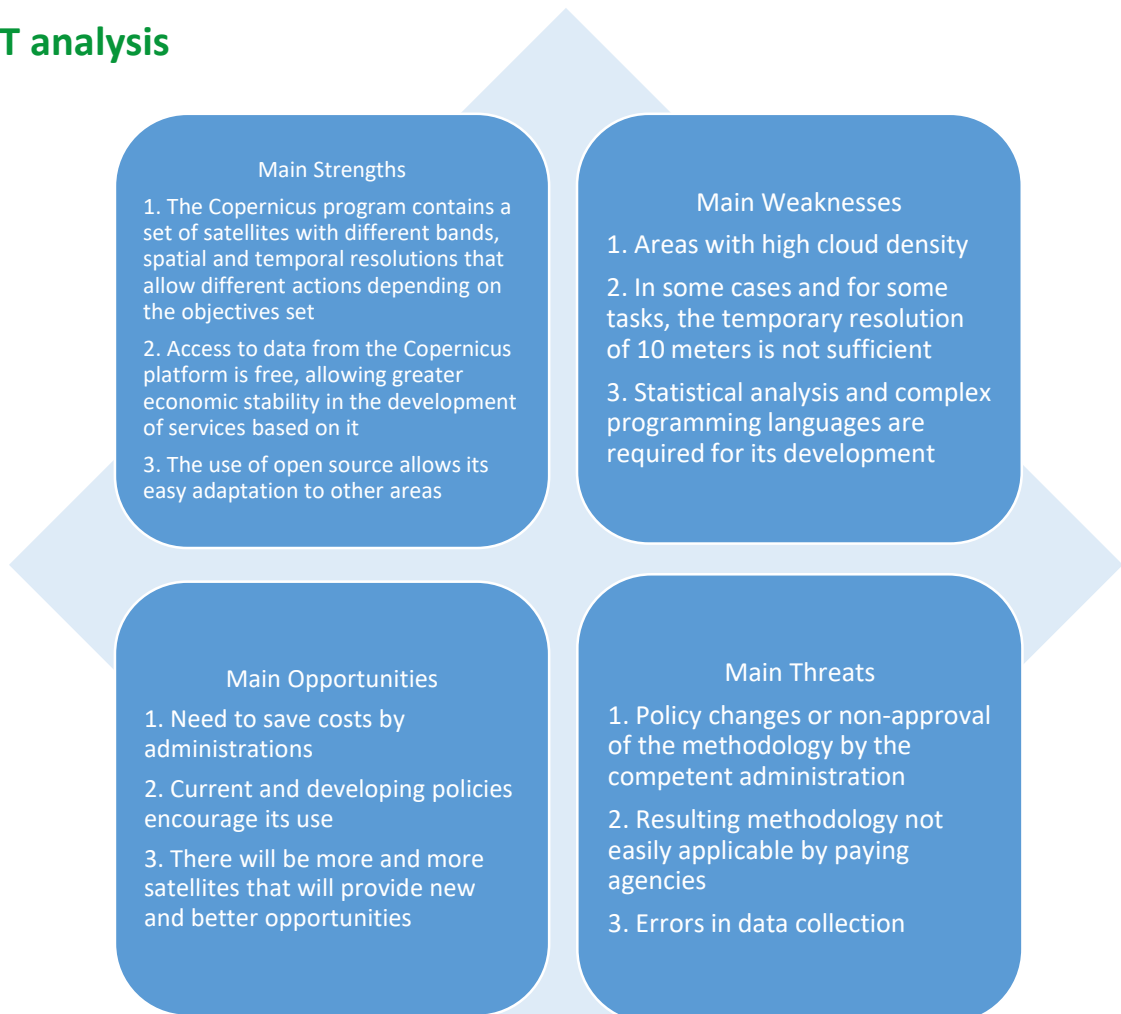 T analysis
Main Strengths
1. The Copernicus program contains a
set of satellites with different bands,
spatial and temporal resolutions that
allow different actions depending on
the objectives set
2. Access to data from the Copernicus
platform is free, allowing greater
economic stability in the development
of services based on it
3. The use of open source allows its
easy adaptation to other areas
Main Weaknesses
1. Areas with high cloud density
2. In some cases and for some
tasks, the temporary resolution
of 10 meters is not sufficient
3. Statistical analysis and complex
programming languages are
required for its development
Main Opportunities
1. Need to save costs by
administrations
2. Current and developing policies
encourage its use
3. There will be more and more
satellites that will provide new
and better opportunities
Main Threats
1. Policy changes or non-approval
of the methodology by the
competent administration
2. Resulting methodology not
easily applicable by paying
agencies
3. Errors in data collection